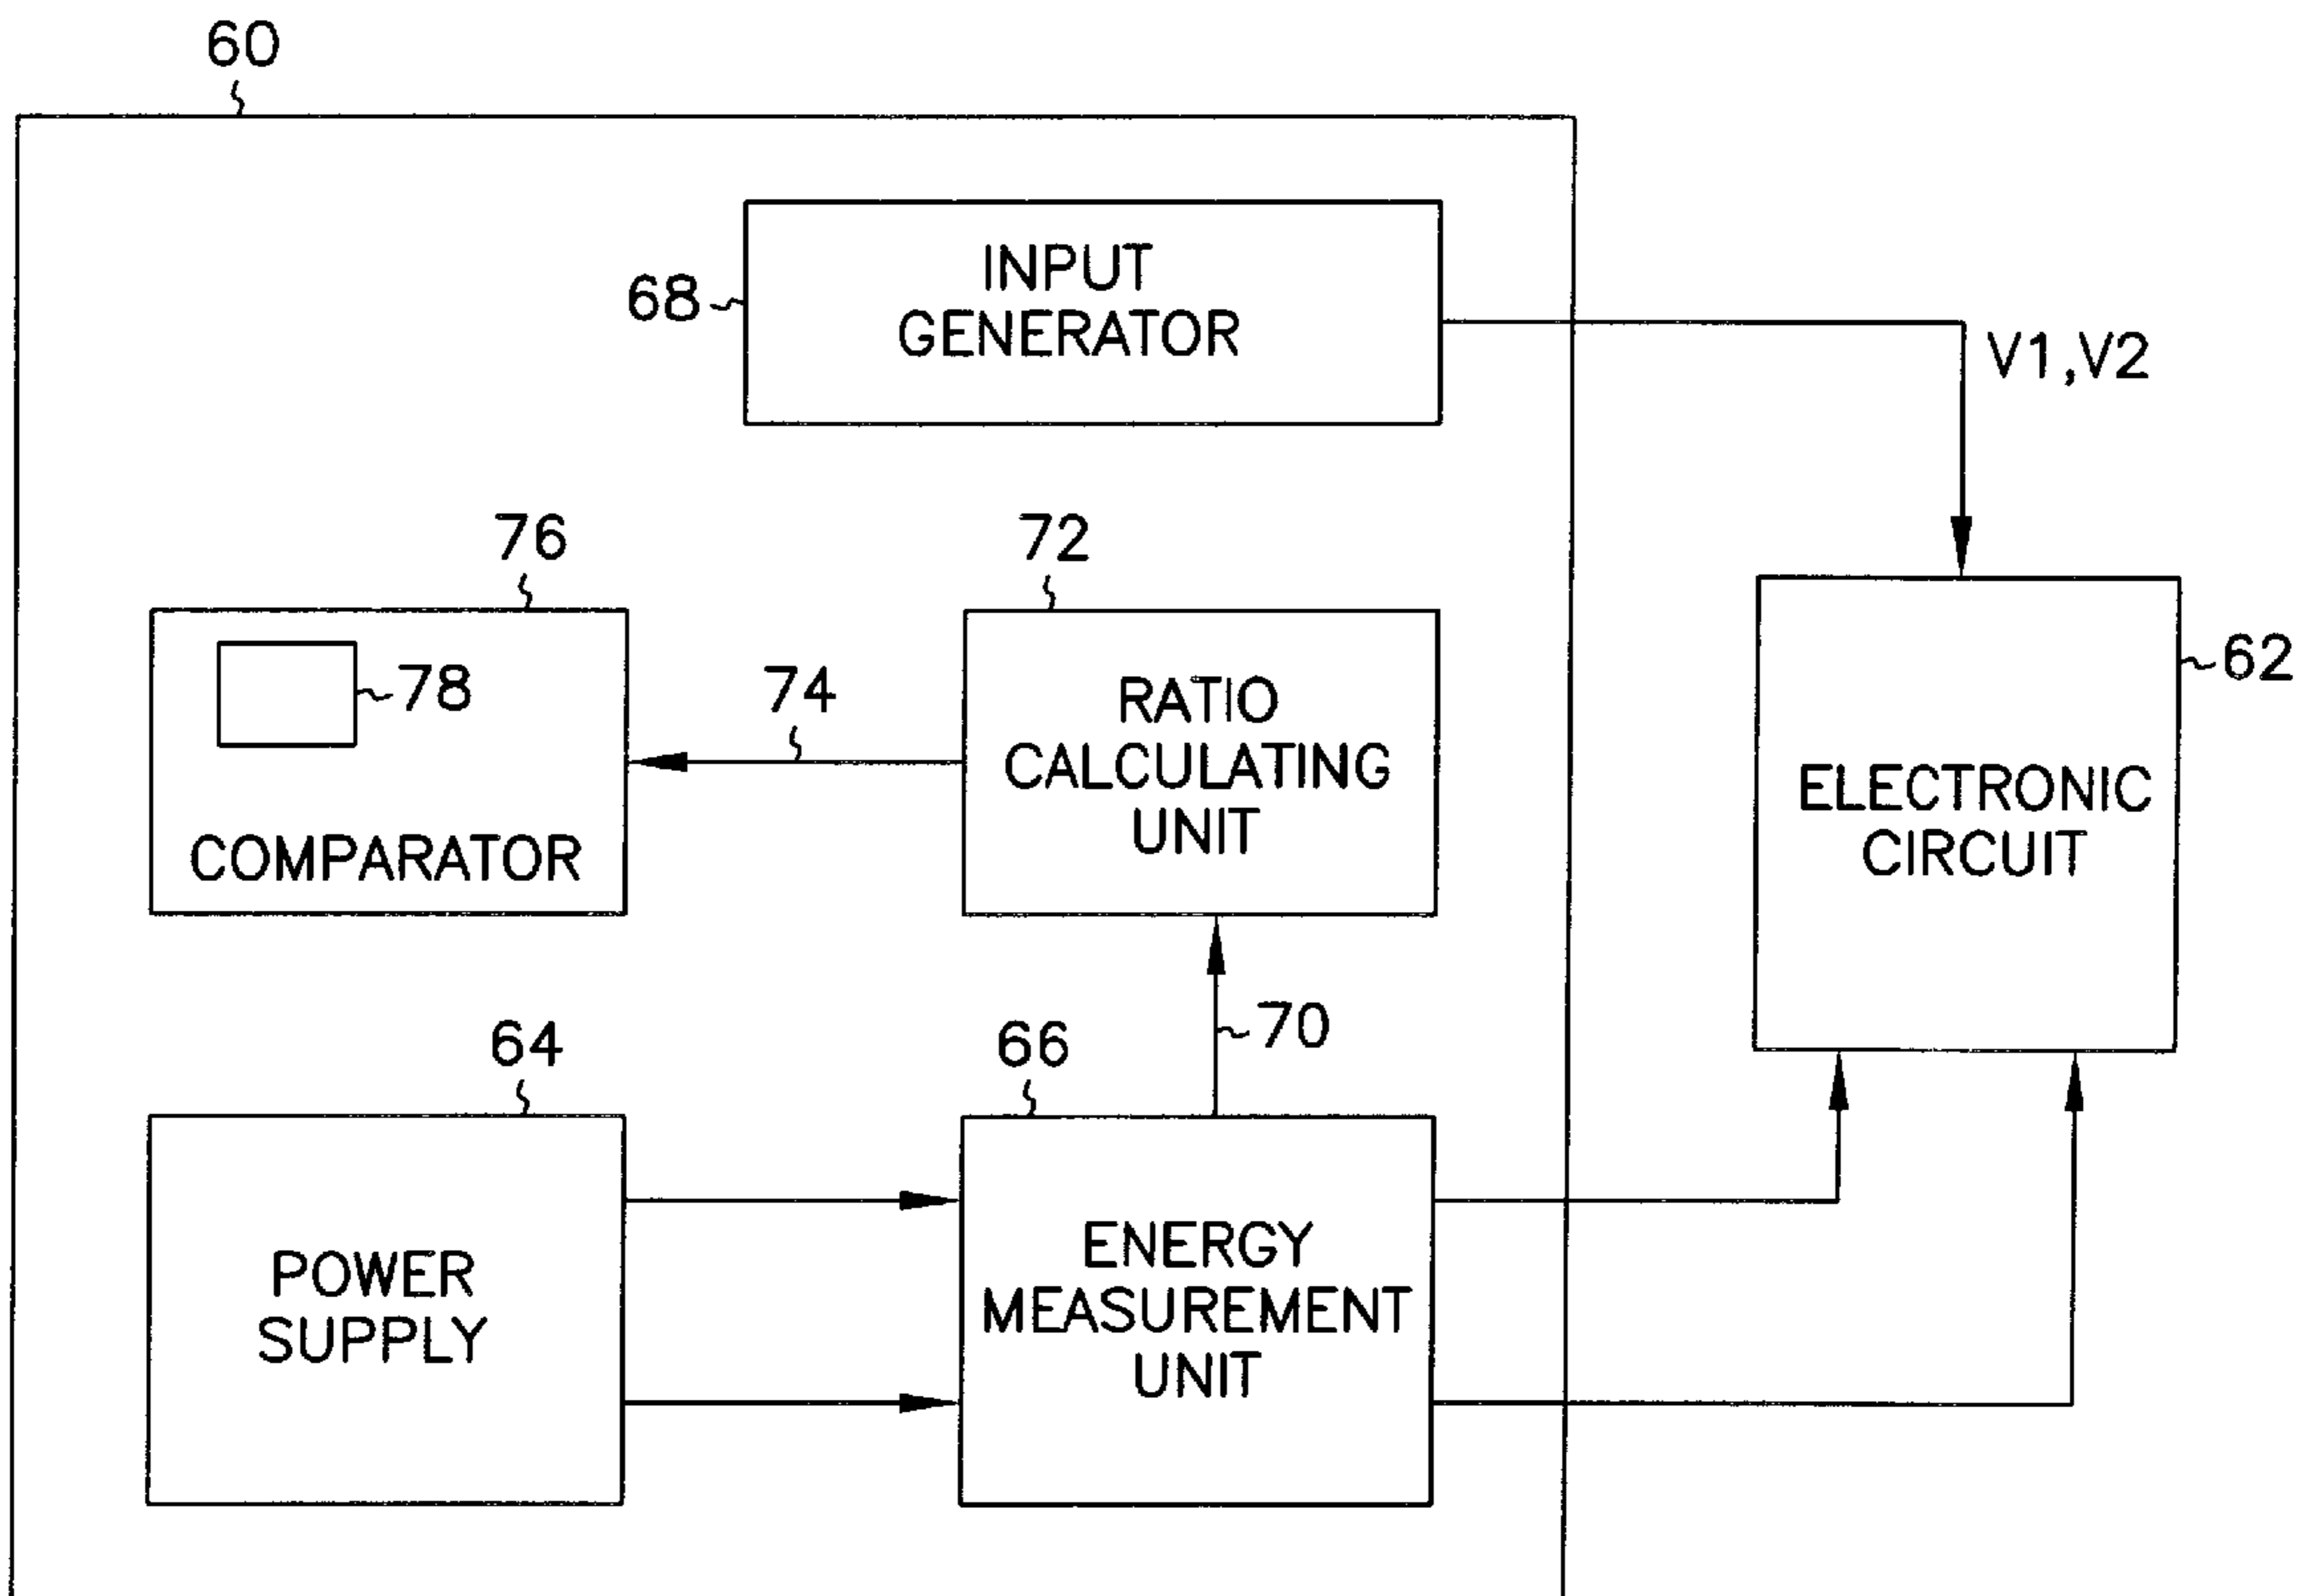 60
INPUT
GENERATOR
68
V1,V2
76
72
78
74
RATIO
CALCULATING
UNIT
62
COMPARATOR
ELECTRONIC
CIRCUIT
64
66
70
POWER
SUPPLY
ENERGY
MEASUREMENT
UNIT